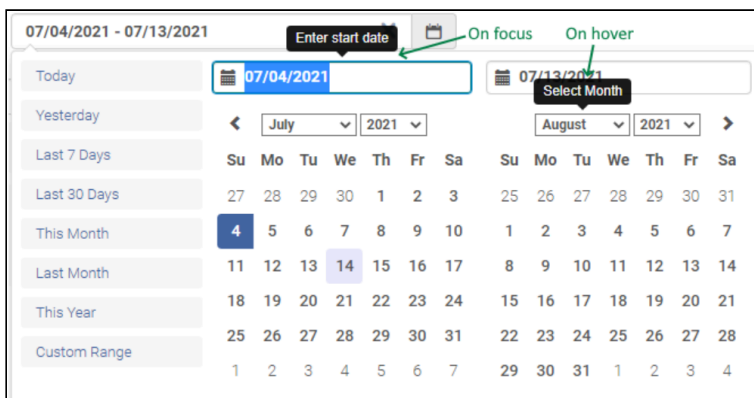 07/04/2021 - 07/13/2021
Enter start date
On focus
On hover
Today
Yesterday
Last 7 Days
Last 30 Days
This Month
Last Month
This Year
Custom Range
07/04/2021
07/13/2021
Select Month
July 2021
Su Mo Tu We Th Fr Sa
27 28 29 30 1 2 3
4 5 6 7 8 9 10
11 12 13 14 15 16 17
18 19 20 21 22 23 24
25 26 27 28 29 30 31
1 2 3 4 5 6 7
August 2021
Su Mo Tu We Th Fr Sa
25 26 27 28 29 30 31
1 2 3 4 5 6 7
8 9 10 11 12 13 14
15 16 17 18 19 20 21
22 23 24 25 26 27 28
29 30 31 1 2 3 4